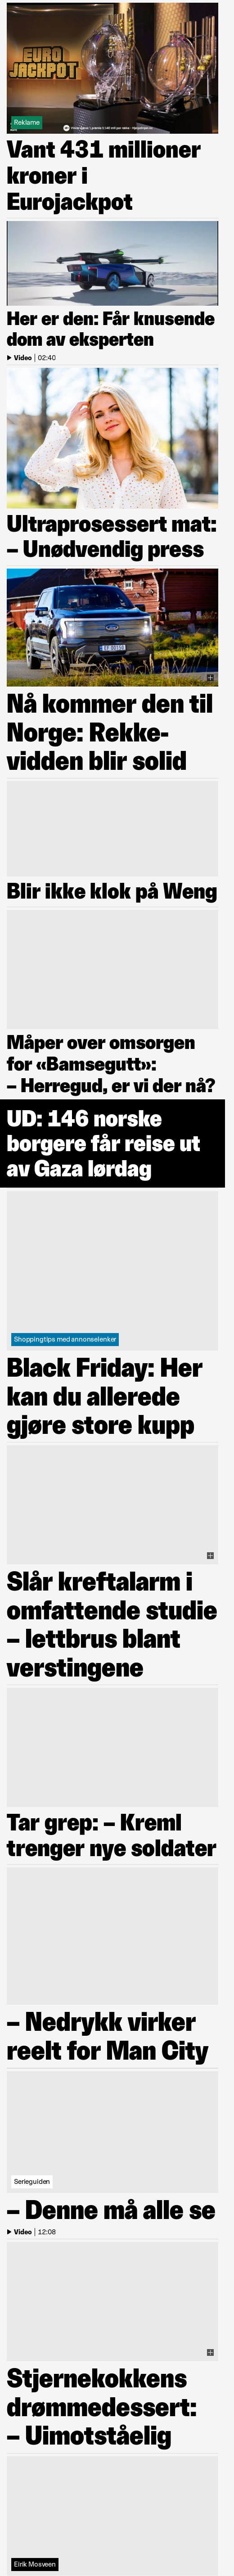 EURO
JACKPOT
Reklame
Vant 431 millioner
kroner i
Eurojackpot
Her er den: Får knusende
dom av eksperten
Video | 02:40
Ultraprosessert mat:
– Unødvendig press
Nå kommer den til
Norge: Rekke-
vidden blir solid
Blir ikke klok på Weng
Måper over omsorgen
for «Bamsegutt»:
– Herregud, er vi der nå?
UD: 146 norske
borgere får reise ut
av Gaza lørdag
Shoppingtips med annonselenker
Black Friday: Her
kan du allerede
gjøre store kupp
Slår kreftalarm i
omfattende studie
– lettbrus blant
verstingene
Tar grep: – Kreml
trenger nye soldater
– Nedrykk virker
reelt for Man City
Serieguiden
– Denne må alle se
Video | 12:08
Stjernekokkens
drømmedessert:
– Uimotståelig
Eirik Mosveen